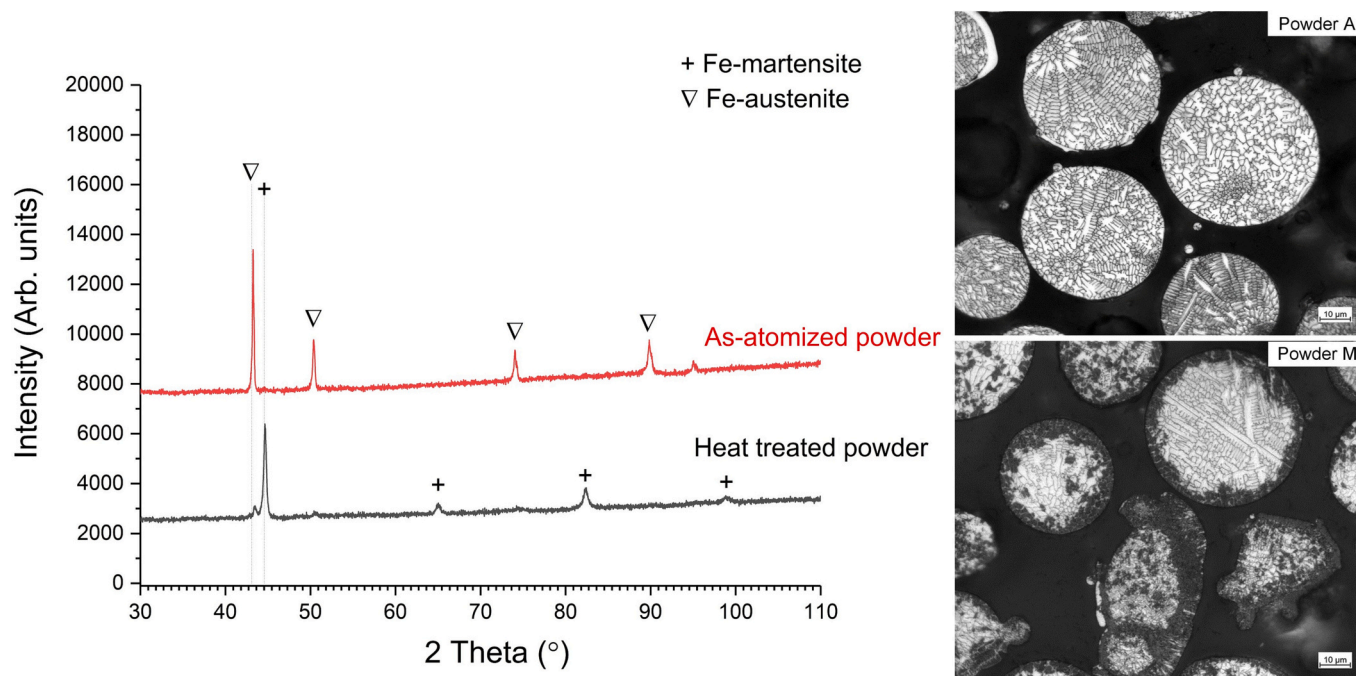 + Fe-martensite
▽ Fe-austenite
Intensity (Arb. units)
20000
18000
16000
14000
12000
10000
8000
6000
4000
2000
0
▽
+
▽
▽
▽
As-atomized powder
Heat treated powder
+
+
+
30
40
50
60
70
80
90
100
110
2 Theta (°)
Powder A
10 µm
Powder M
10 µm